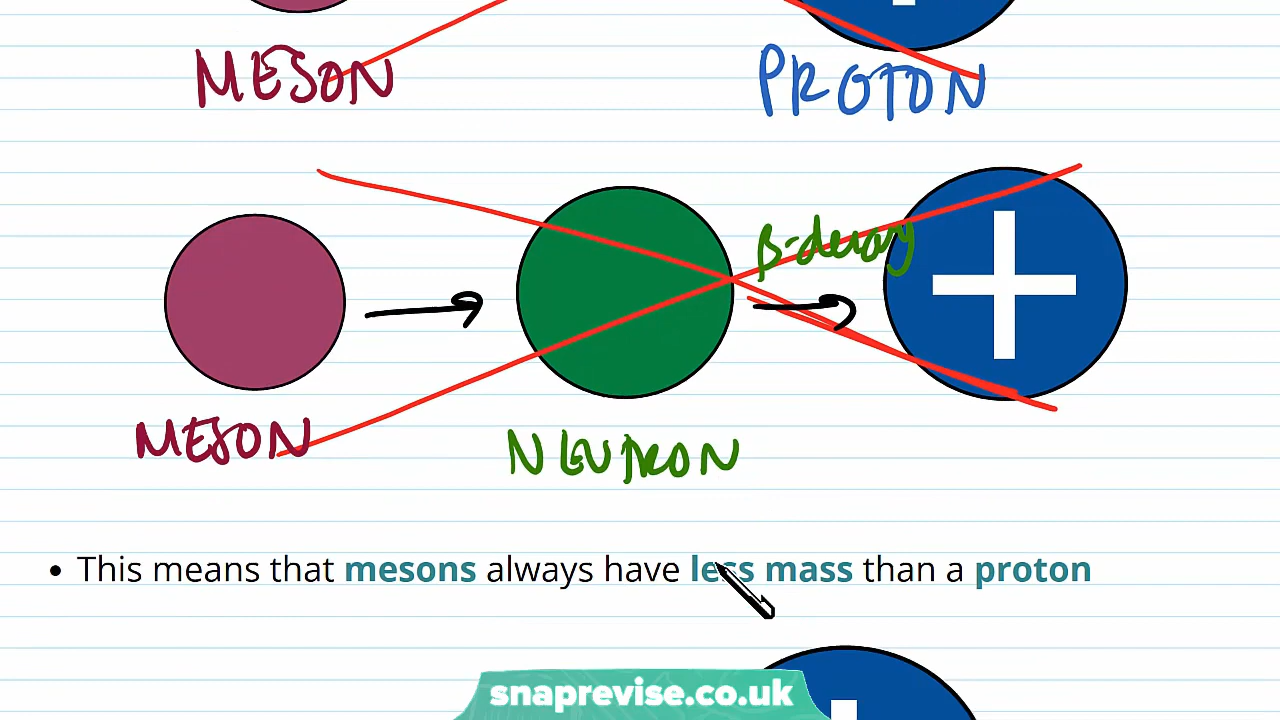 MESON PROTON
β-decay
MESON
NEUTRON
• This means that mesons always have less mass than a proton
snaprevise.co.uk